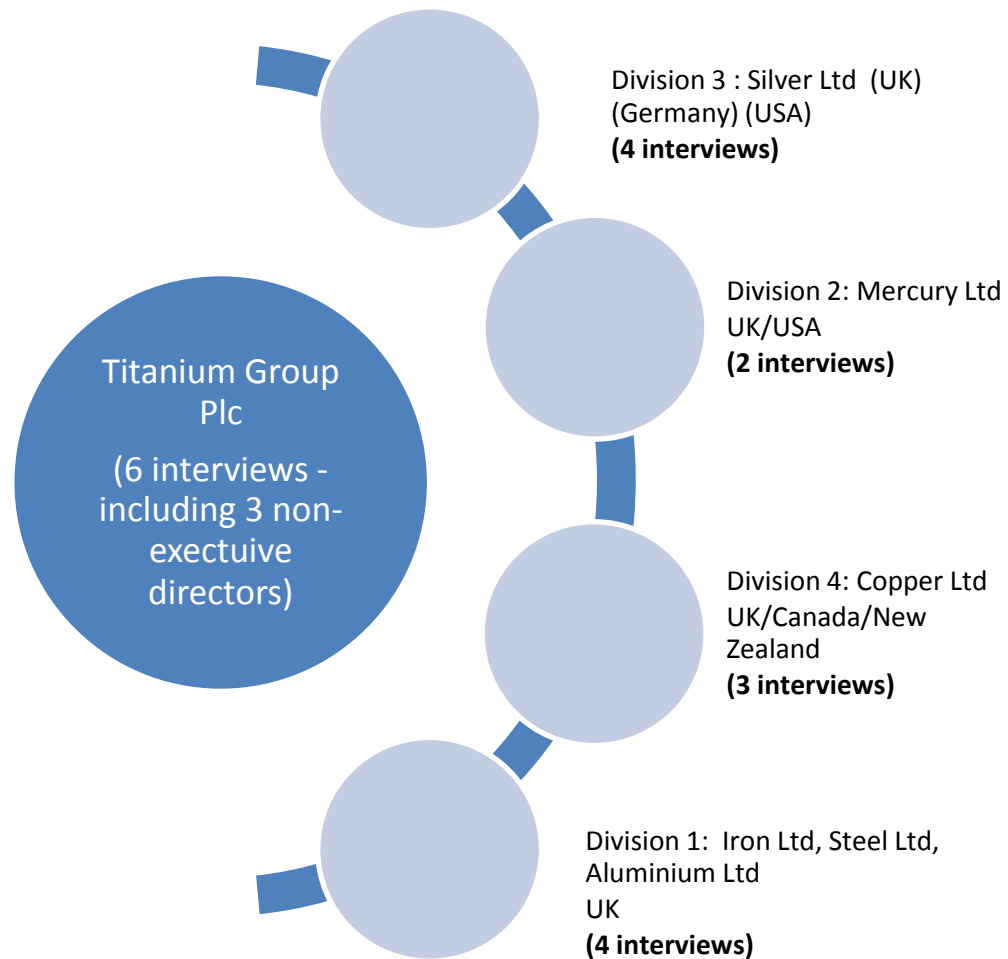 Division 3 : Silver Ltd (UK)
(Germany) (USA)
(4 interviews)
Division 2: Mercury Ltd
UK/USA
(2 interviews)
Titanium Group
Plc
(6 interviews -
including 3 non-
exectuive
directors)
Division 4: Copper Ltd
UK/Canada/New
Zealand
(3 interviews)
Division 1: Iron Ltd, Steel Ltd,
Aluminium Ltd
UK
(4 interviews)